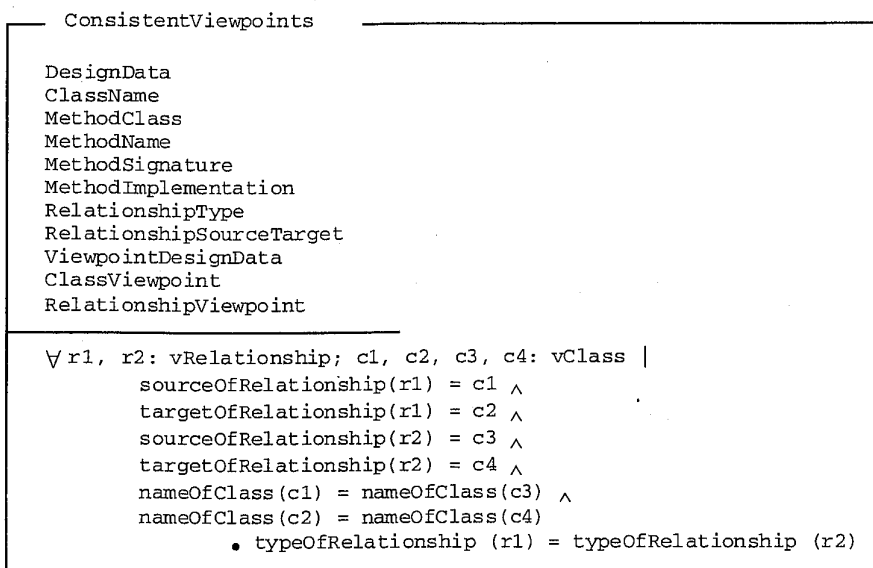 ConsistentViewpoints
DesignData
ClassName
MethodClass
MethodName
MethodSignature
MethodImplementation
RelationshipType
RelationshipSourceTarget
ViewpointDesignData
ClassViewpoint
RelationshipViewpoint
∀ r1, r2: vRelationship; c1, c2, c3, c4: vClass |
sourceOfRelationship(r1) = c1 ∧
targetOfRelationship(r1) = c2 ∧
sourceOfRelationship(r2) = c3 ∧
targetOfRelationship(r2) = c4 ∧
nameOfClass(c1) = nameOfClass(c3) ∧
nameOfClass(c2) = nameOfClass(c4)
• typeOfRelationship (r1) = typeOfRelationship (r2)